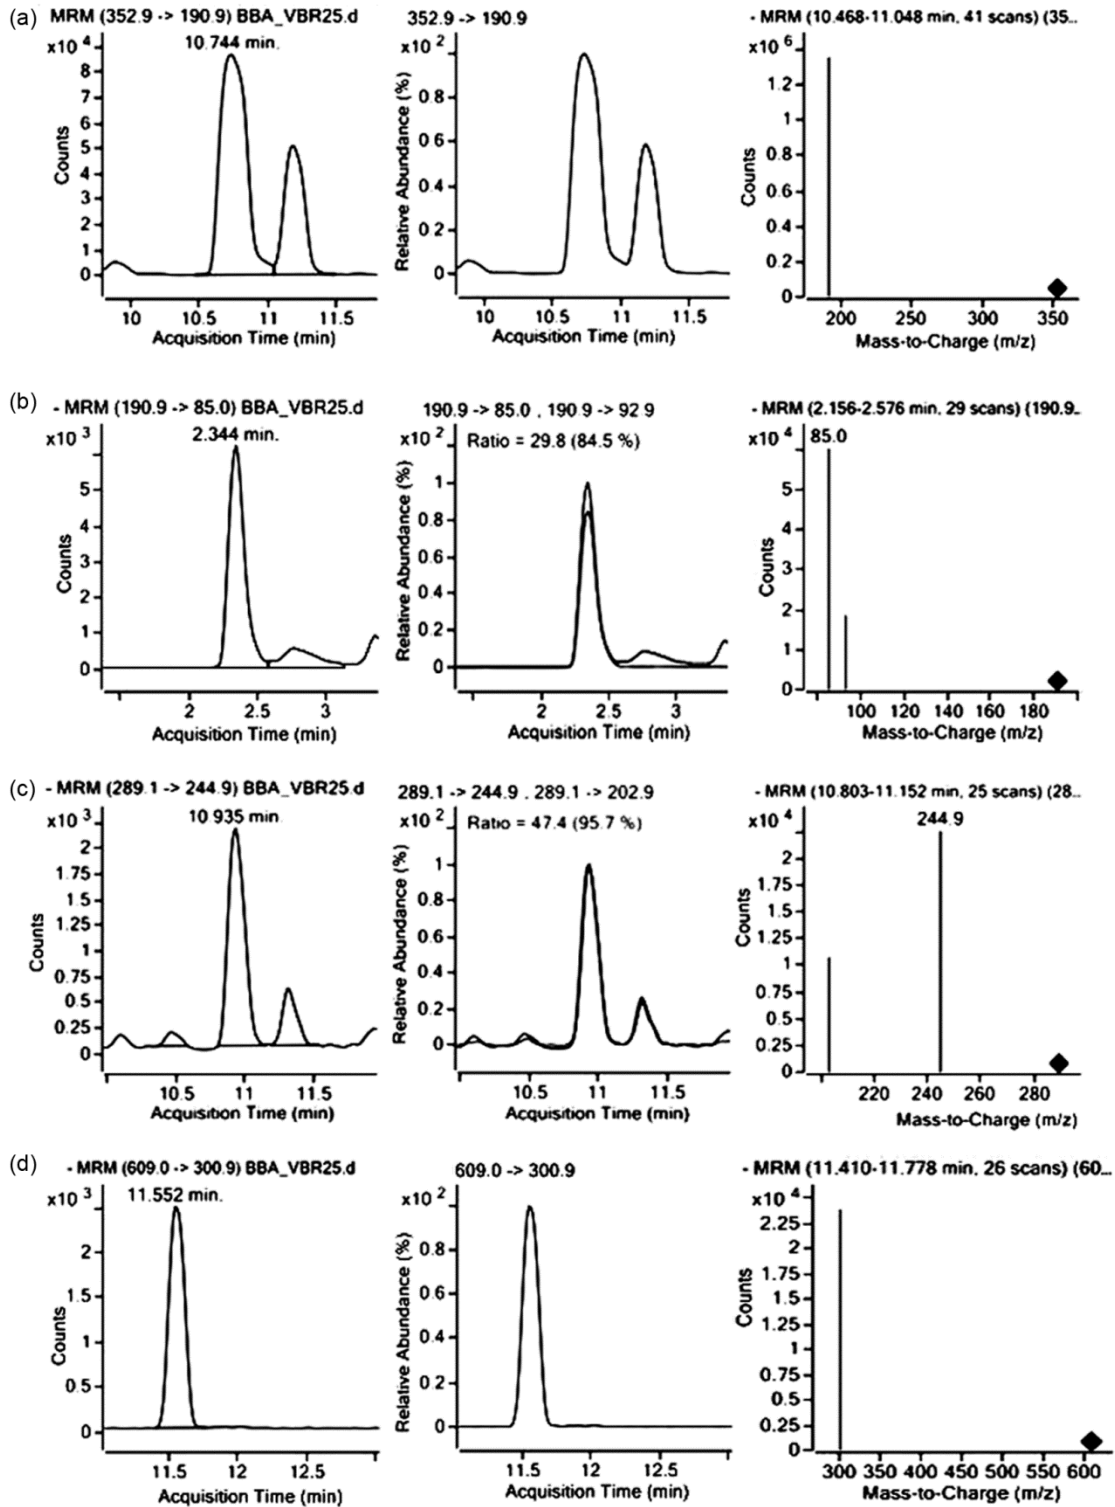 (a)
MRM (352.9 -> 190.9) BBA_VBR25.d
x10 4
10.744 min.
8
7
6
5
4
3
2
1
0
Counts
10 10.5 11 11.5
Acquisition Time (min)
352.9 -> 190.9
x10 2
1
0.8
0 6
0.4
0 2
0
Relative Abundance (%)
10 10.5 11 11.5
Acquisition Time (min)
- MRM (10.468-11.048 min, 41 scans) (35...
x10 6
1.2
1
0.8
0.6
0.4
0.2
0
Counts
200 250 300 350
Mass-to-Charge (m/z)
(b)
- MRM (190.9 -> 85.0) BBA_VBR25.d
x10 3
2.344 min.
5
4
3
2
1
0
Counts
2 2.5 3
Acquisition Time (min)
190.9 -> 85.0 , 190 9 -> 92 9
x10 2
Ratio = 29.8 (84.5 %)
1
0.8
0.6
0.4
0.2
0
Relative Abundance (%)
2 2.5 3
Acquisition Time (min)
- MRM (2.156-2.576 min, 29 scans) (190.9..
x10 4
85.0
5
4
3
2
1
0
Counts
100 120 140 160 180
Mass-to-Charge (m/z)
(c)
- MRM (289.1 -> 244.9) BBA_VBR25.d
x10 3
10 935 min.
2
1.75
1.5
1.25
1
0.75
0.5
0.25
0
Counts
10.5 11 11.5
Acquisition Time (min)
289.1 -> 244.9 . 289.1 -> 202.9
x10 2
Ratio = 47.4 (95.7 %)
1
0.8
0.6
0.4
0.2
0
Relative Abundance (%)
10.5 11 11.5
Acquisition Time (min)
- MRM (10.803-11.152 min, 25 scans) (28..
x10 4
244.9
2
1.75
1.5
1.25
1
0.75
0.5
0.25
0
Counts
220 240 260 280
Mass-to-Charge (m/z)
(d)
- MRM (609.0 -> 300.9) BBA_VBR25.d
x10 3
11.552 min.
2
1.5
1
0.5
0
Counts
11.5 12 12.5
Acquisition Time (min)
609.0 -> 300.9
x10 2
1
0.8
0.6
0.4
0.2
0
Relative Abundance (%)
11.5 12 12.5
Acquisition Time (min)
- MRM (11.410-11.778 min, 26 scans) (60...
x10 4
2.25
2
1.75
1.5
1.25
1
0.75
0.5
0.25
0
Counts
300 350 400 450 500 550 600
Mass-to-Charge (m/z)